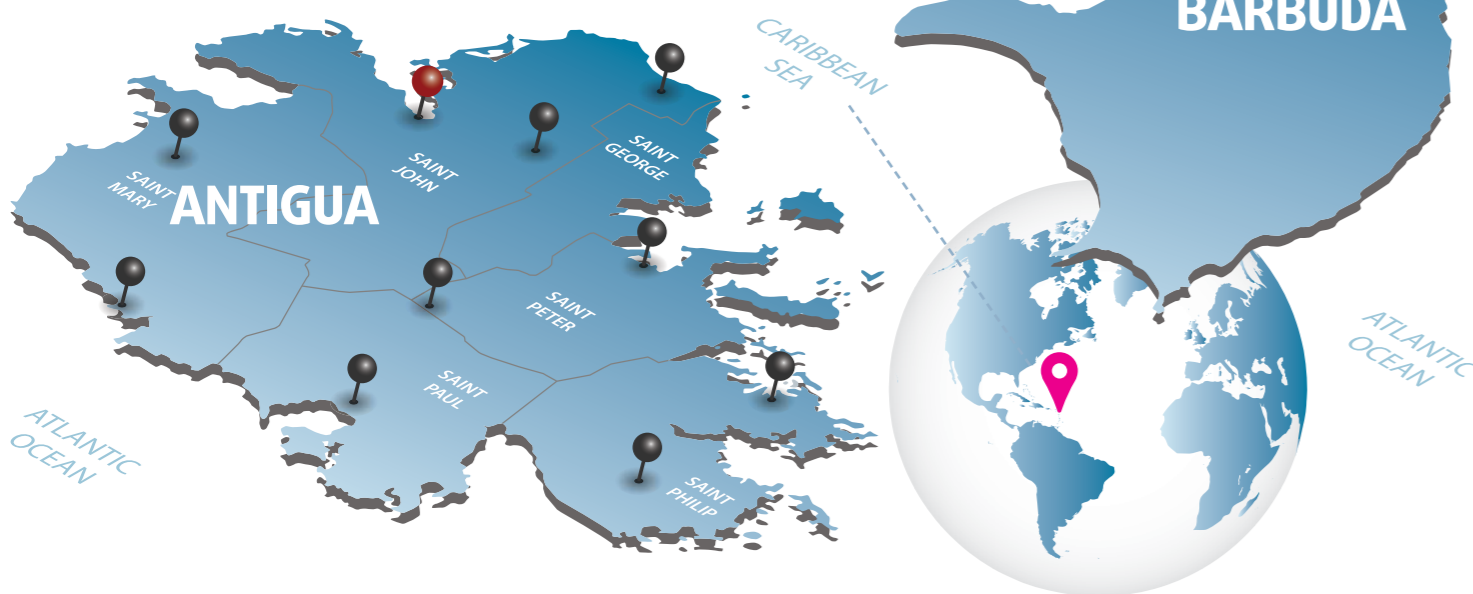 BARBUDA
CARIBBEAN
SEA
SAINT
GEORGE
SAINT
JOHN
SAINT
MARY
ANTIGUA
SAINT
PETER
SAINT
PAUL
SAINT
PHILIP
ATLANTIC
OCEAN
ATLANTIC
OCEAN